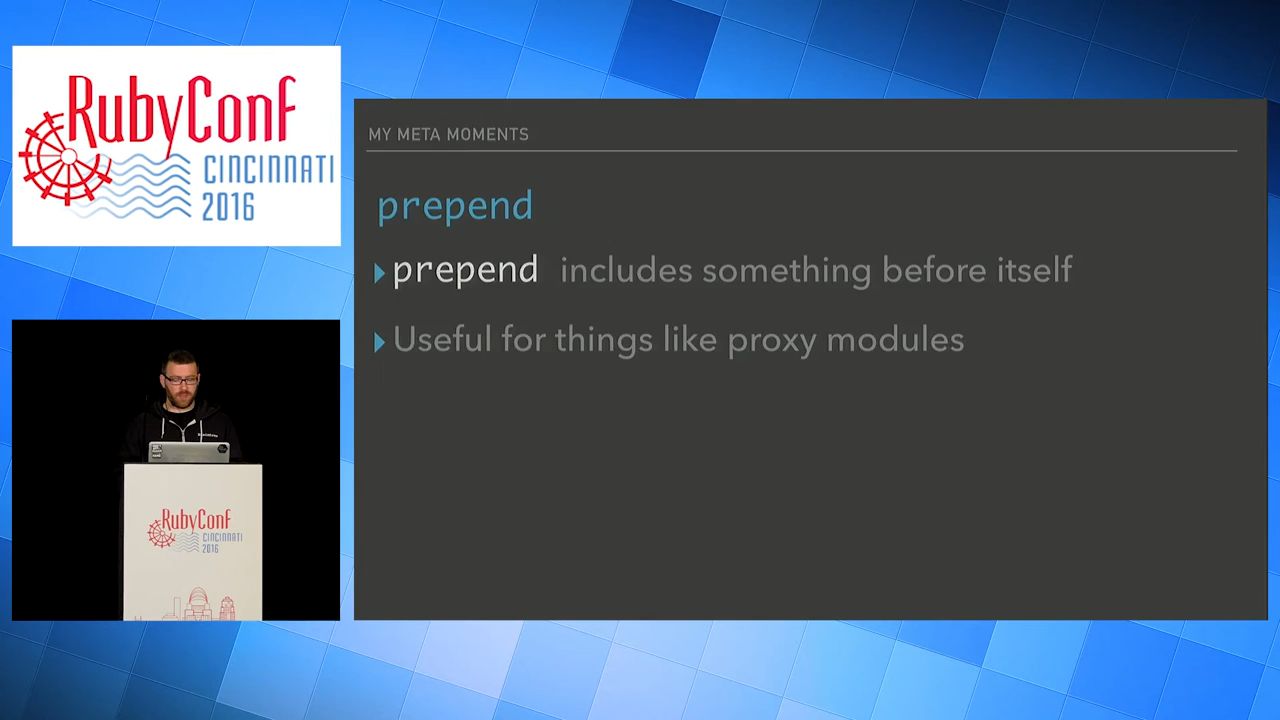 RubyConf
CINCINNATI
2016
MY META MOMENTS
prepend
prepend includes something before itself
Useful for things like proxy modules
RubyConf
CINCINNATI
2016